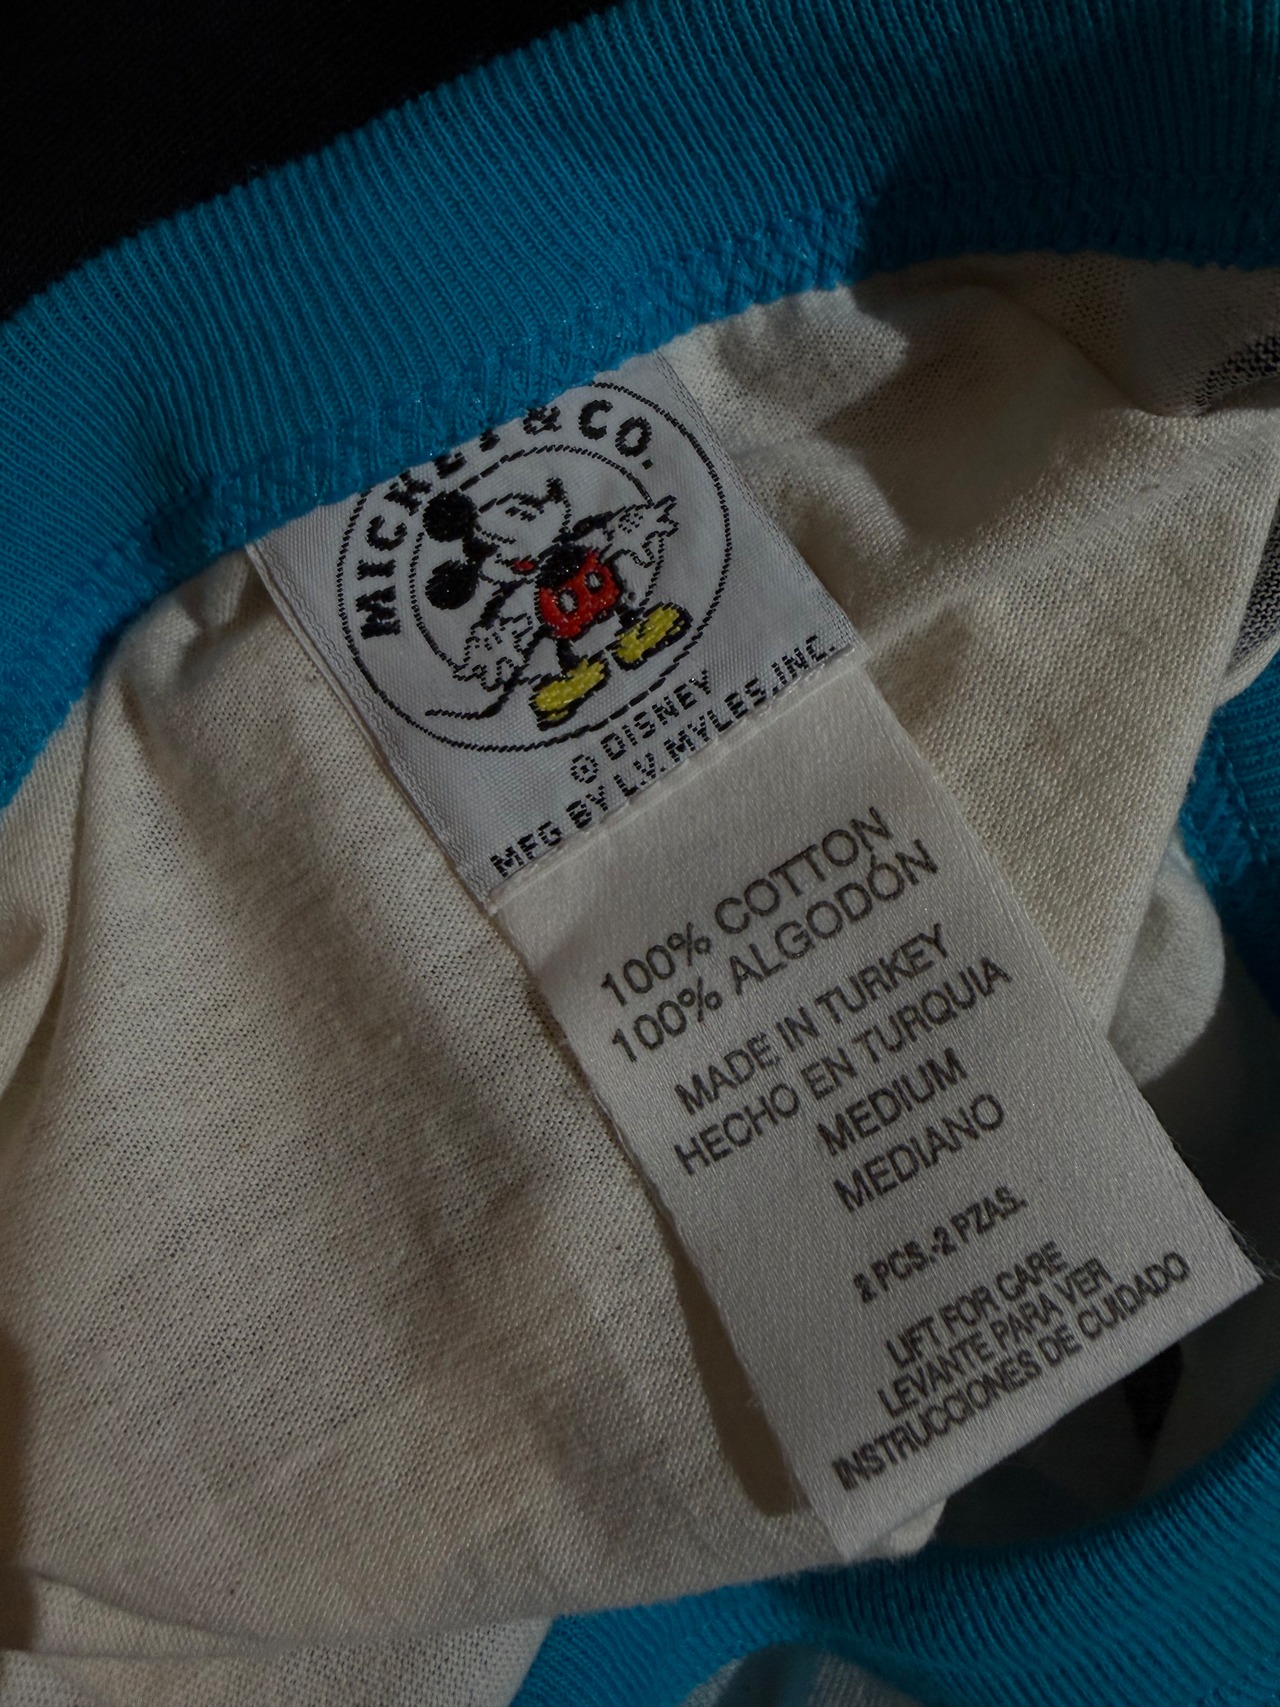 MICKEY & CO.
© DISNEY
MFG BY L.V. MYLES, INC.
100% COTTON
100% ALGODÓN
MADE IN TURKEY
HECHO EN TURQUIA
MEDIUM
MEDIANO
2 PCS.-2 PZAS.
LIFT FOR CARE
LEVANTE PARA VER
INSTRUCCIONES DE CUIDADO